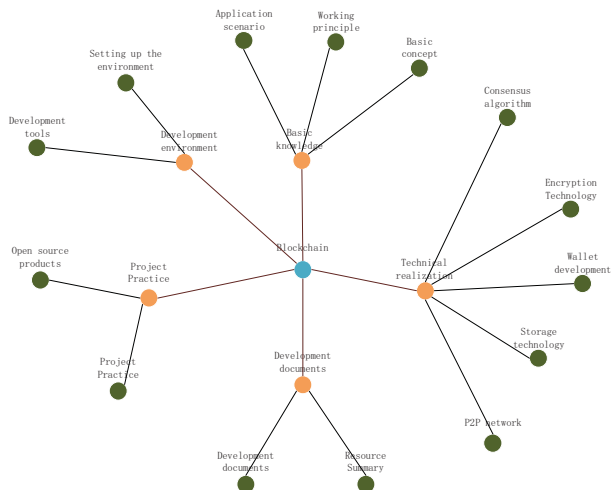 Application
scenario
Working
principle
Basic
concept
Setting up the
environment
Consensus
algorithm
Development
tools
Development
environment
Basic
knowledge
Encryption
Technology
Blockchain
Open source
products
Project
Practice
Technical
realization
Wallet
development
Storage
technology
Project
Practice
Development
documents
P2P network
Development
documents
Resource
Summary